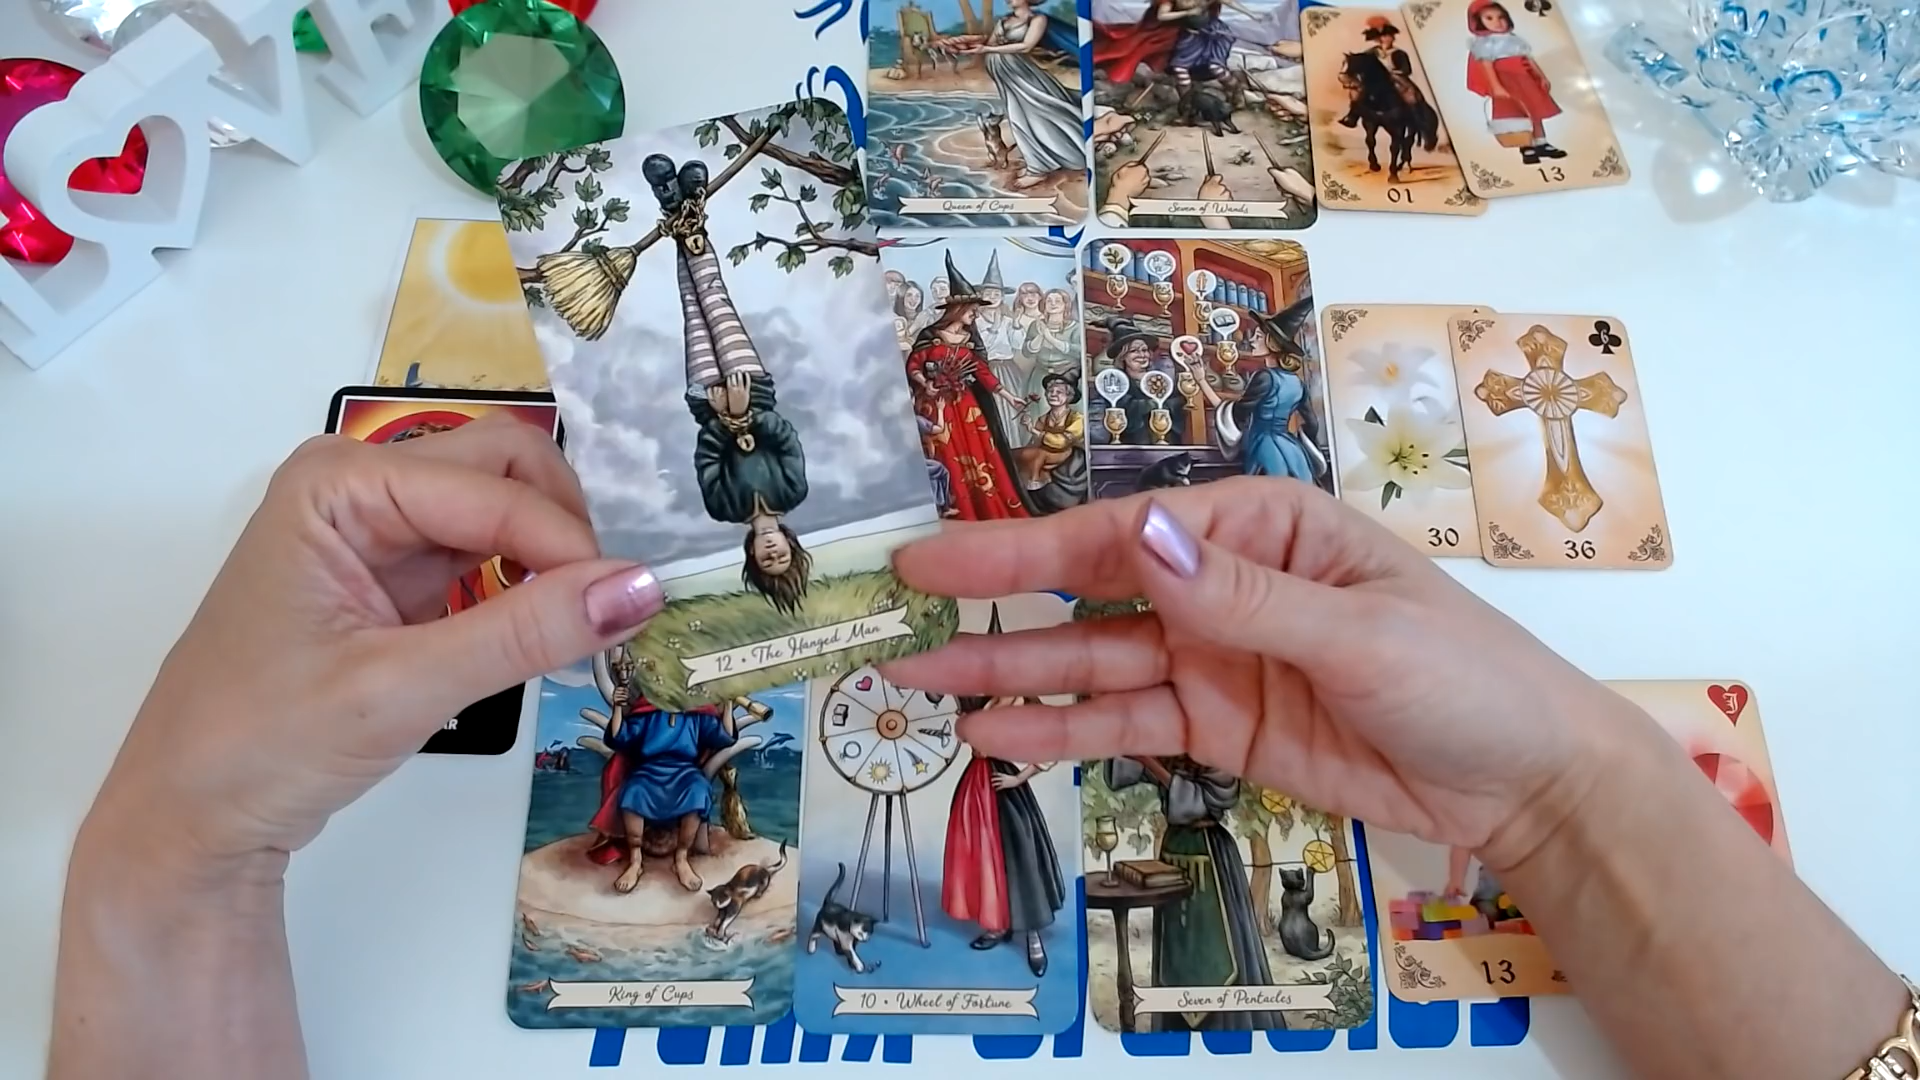 LOVE
Queen of Cups
Seven of Wands
01
13
30
6
36
12 • The Hanged Man
J
13
King of Cups
10 • Wheel of Fortune
Seven of Pentacles